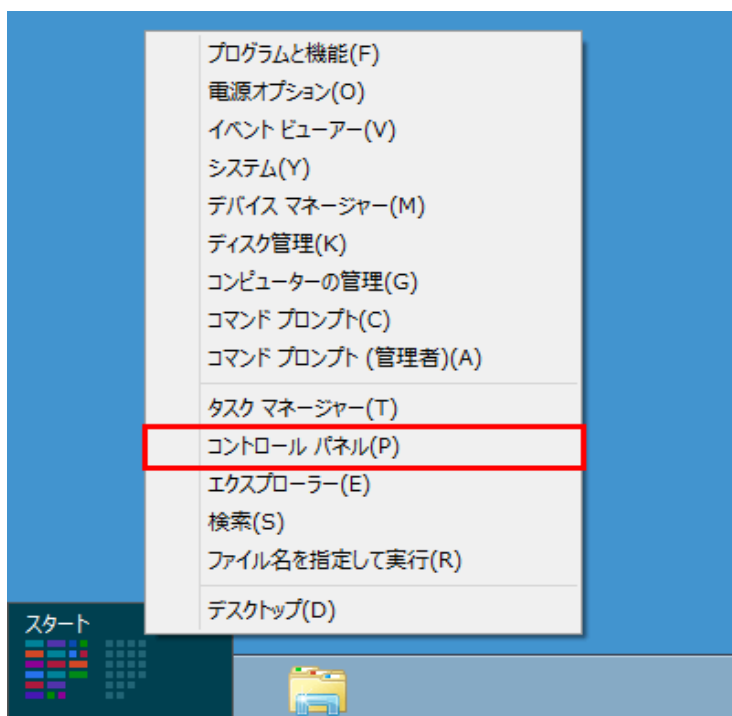 プログラムと機能(F)
電源オプション(O)
イベント ビューアー(V)
システム(Y)
デバイス マネージャー(M)
ディスク管理(K)
コンピューターの管理(G)
コマンド プロンプト(C)
コマンド プロンプト (管理者)(A)
タスク マネージャー(T)
コントロール パネル(P)
エクスプローラー(E)
検索(S)
ファイル名を指定して実行(R)
デスクトップ(D)
スタート